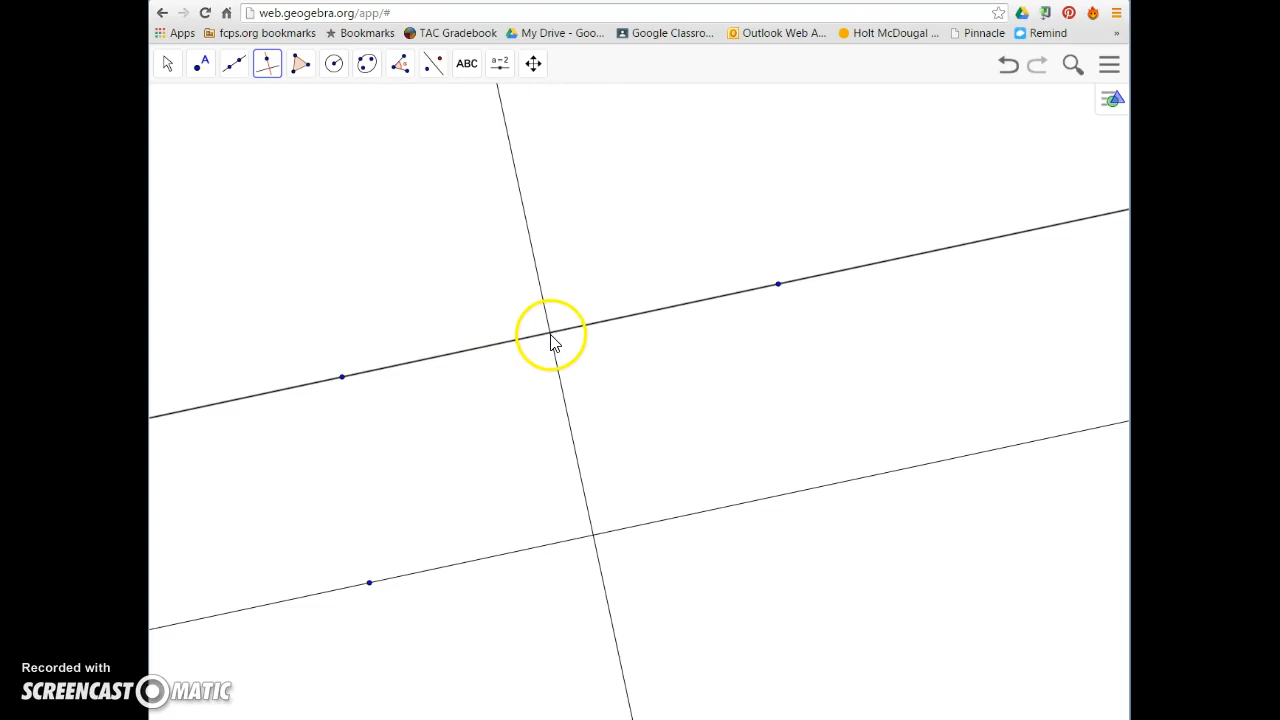 web.geogebra.org/app/#
Apps fcps.org bookmarks Bookmarks TAC Gradebook My Drive - Goo... Google Classro... Outlook Web A... Holt McDougal ... Pinnacle Remind »
A ABC a=2
Recorded with
SCREENCAST O MATIC